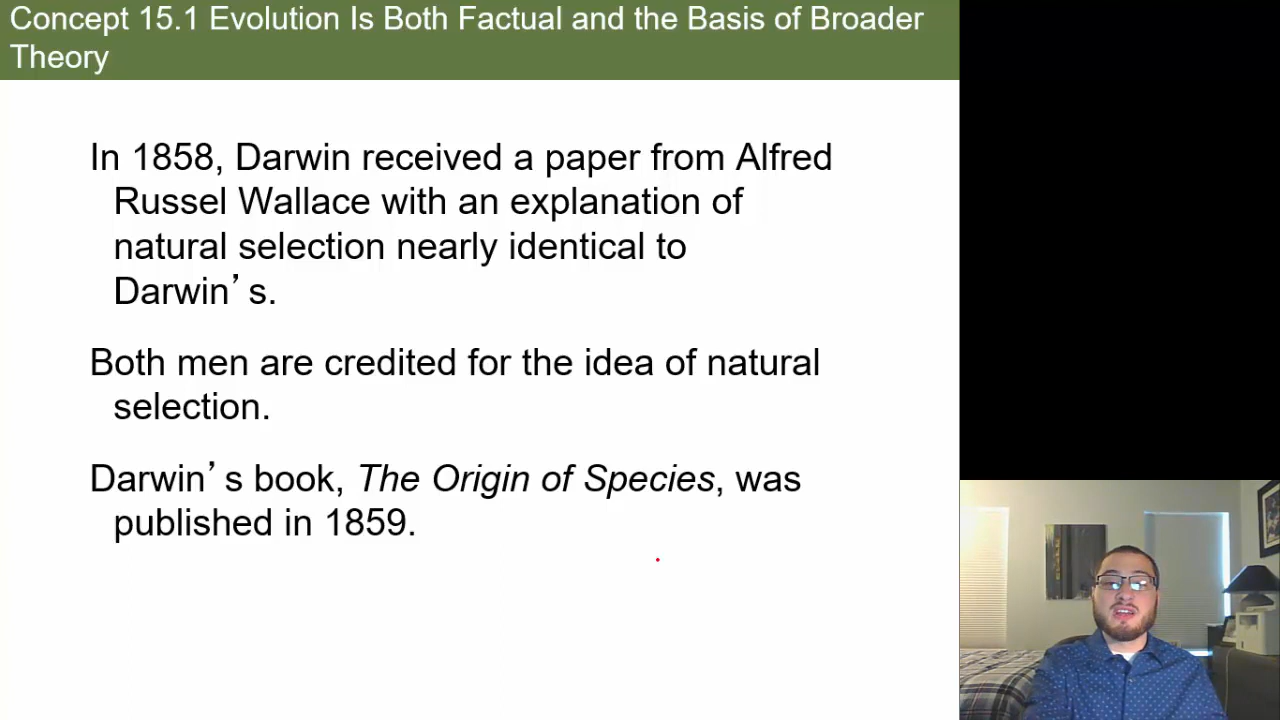 Concept 15.1 Evolution Is Both Factual and the Basis of Broader
Theory
In 1858, Darwin received a paper from Alfred
Russel Wallace with an explanation of
natural selection nearly identical to
Darwin’s.
Both men are credited for the idea of natural
selection.
Darwin’s book, The Origin of Species, was
published in 1859.